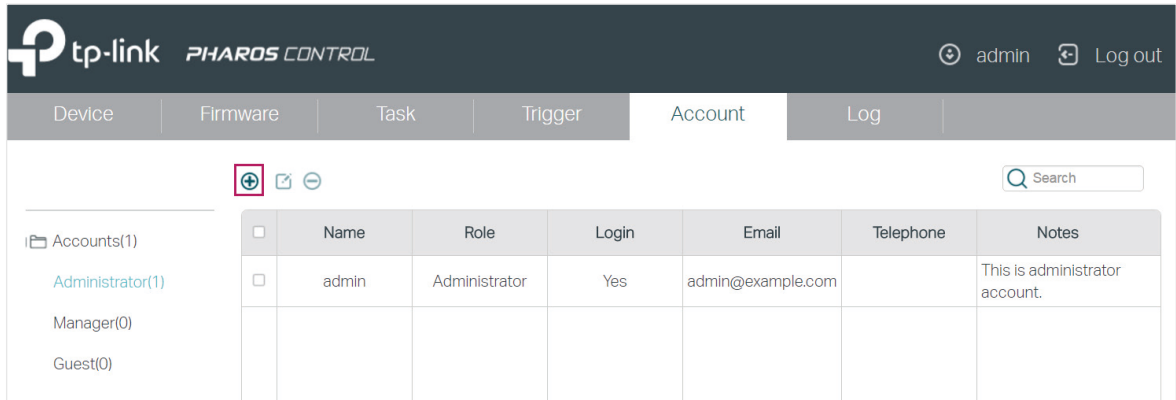 tp-link PHAROS CONTROL admin Log out
Device Firmware Task Trigger Account Log
Search
Accounts(1)
Administrator(1)
Manager(0)
Guest(0)
Name Role Login Email Telephone Notes
admin Administrator Yes admin@example.com This is administrator
account.